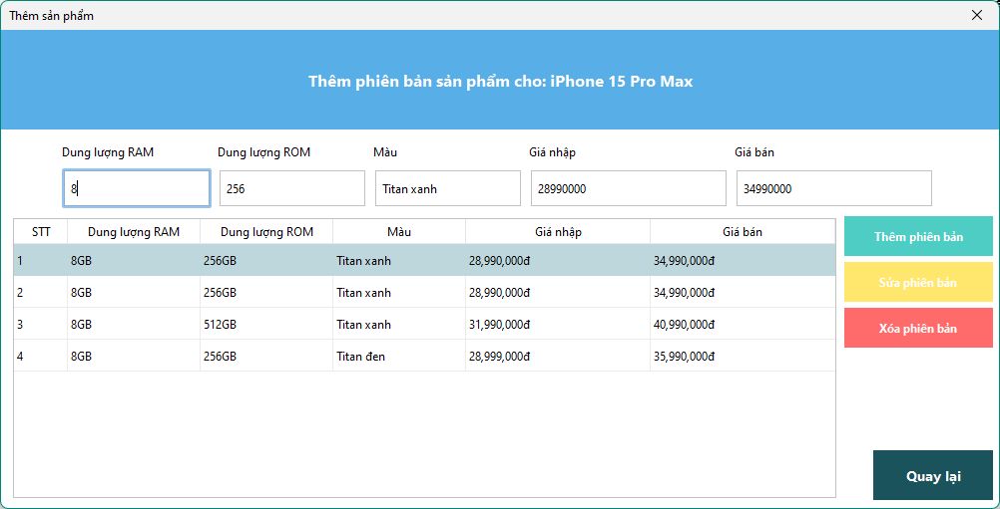 Thêm sản phẩm
Thêm phiên bản sản phẩm cho: iPhone 15 Pro Max
Dung lượng RAM Dung lượng ROM Màu Giá nhập Giá bán
8 256 Titan xanh 28990000 34990000
STT Dung lượng RAM Dung lượng ROM Màu Giá nhập Giá bán
1 8GB 256GB Titan xanh 28,990,000đ 34,990,000đ
2 8GB 256GB Titan xanh 28,990,000đ 34,990,000đ
3 8GB 512GB Titan xanh 31,990,000đ 40,990,000đ
4 8GB 256GB Titan đen 28,999,000đ 35,990,000đ
Thêm phiên bản
Sửa phiên bản
Xóa phiên bản
Quay lại